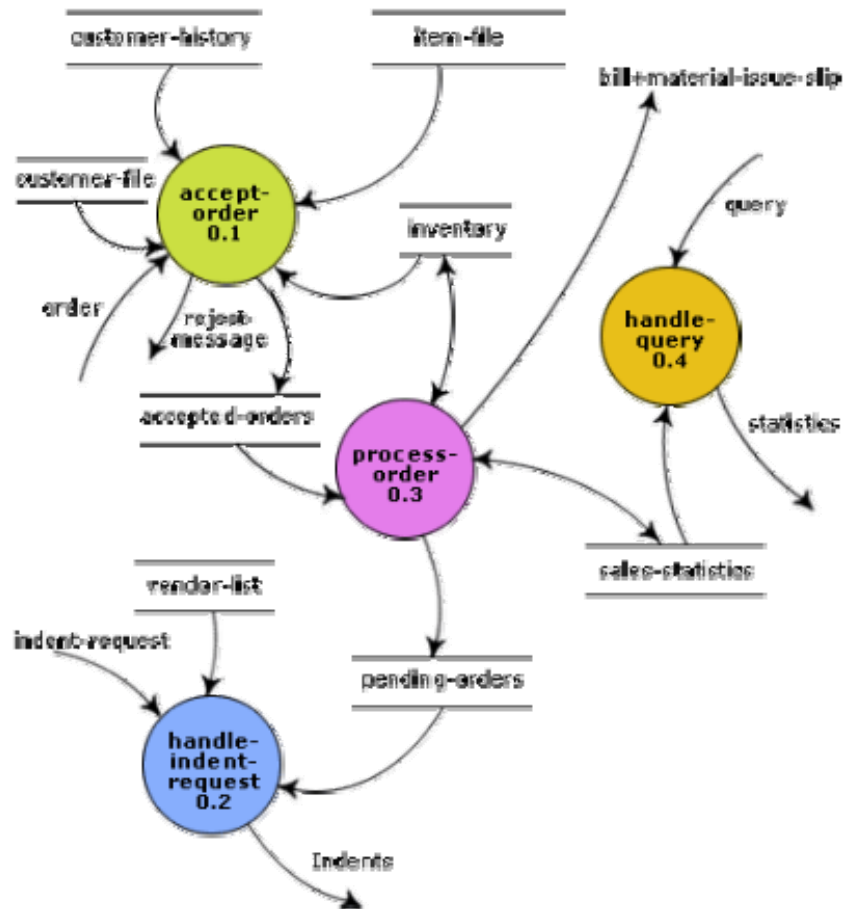 customer-history
item-file
bill+material-issue-slip
customer-file
accept-
order
0.1
query
inventory
order
reject-
message
handle-
query
0.4
accepted-orders
statistics
process-
order
0.3
sales-statistics
vendor-list
indent-request
pending-orders
handle-
indent-
request
0.2
Indents